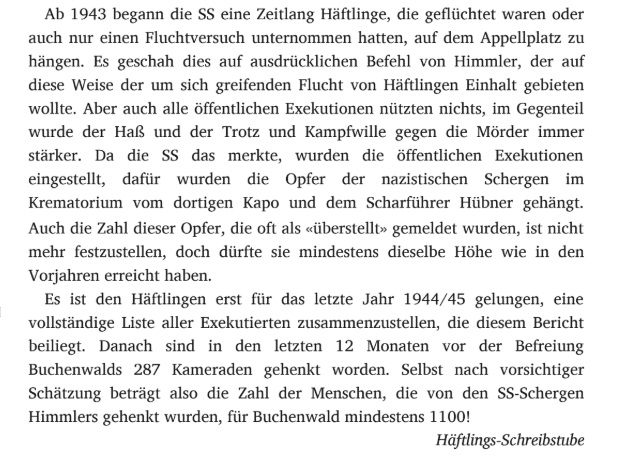 Ab 1943 begann die SS eine Zeitlang Häftlinge, die geflüchtet waren oder
auch nur einen Fluchtversuch unternommen hatten, auf dem Appellplatz zu
hängen. Es geschah dies auf ausdrücklichen Befehl von Himmler, der auf
diese Weise der um sich greifenden Flucht von Häftlingen Einhalt gebieten
wollte. Aber auch alle öffentlichen Exekutionen nützten nichts, im Gegenteil
wurde der Haß und der Trotz und Kampfwille gegen die Mörder immer
stärker. Da die SS das merkte, wurden die öffentlichen Exekutionen
eingestellt, dafür wurden die Opfer der nazistischen Schergen im
Krematorium vom dortigen Kapo und dem Scharführer Hübner gehängt.
Auch die Zahl dieser Opfer, die oft als «überstellt» gemeldet wurden, ist nicht
mehr festzustellen, doch dürfte sie mindestens dieselbe Höhe wie in den
Vorjahren erreicht haben.
Es ist den Häftlingen erst für das letzte Jahr 1944/45 gelungen, eine
vollständige Liste aller Exekutierten zusammenzustellen, die diesem Bericht
beiliegt. Danach sind in den letzten 12 Monaten vor der Befreiung
Buchenwalds 287 Kameraden gehenkt worden. Selbst nach vorsichtiger
Schätzung beträgt also die Zahl der Menschen, die von den SS-Schergen
Himmlers gehenkt wurden, für Buchenwald mindestens 1100!
Häftlings-Schreibstube